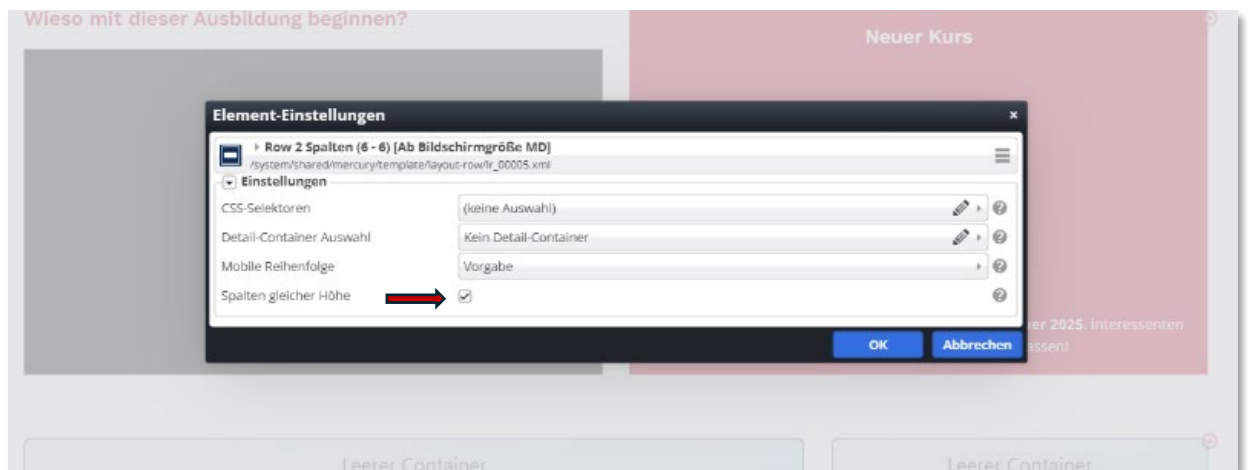 Wieso mit dieser Ausbildung beginnen?
Neuer Kurs
Element-Einstellungen
Row 2 Spalten (6 - 6) [Ab Bildschirmgröße MD]
/system/shared/mercury/template/layout-row/lr_00005.xml
Einstellungen
CSS-Selektoren (keine Auswahl)
Detail-Container Auswahl Kein Detail-Container
Mobile Reihenfolge Vorgabe
Spalten gleicher Höhe
2025. Interessenten
OK Abbrechen
Leerer Container Leerer Container